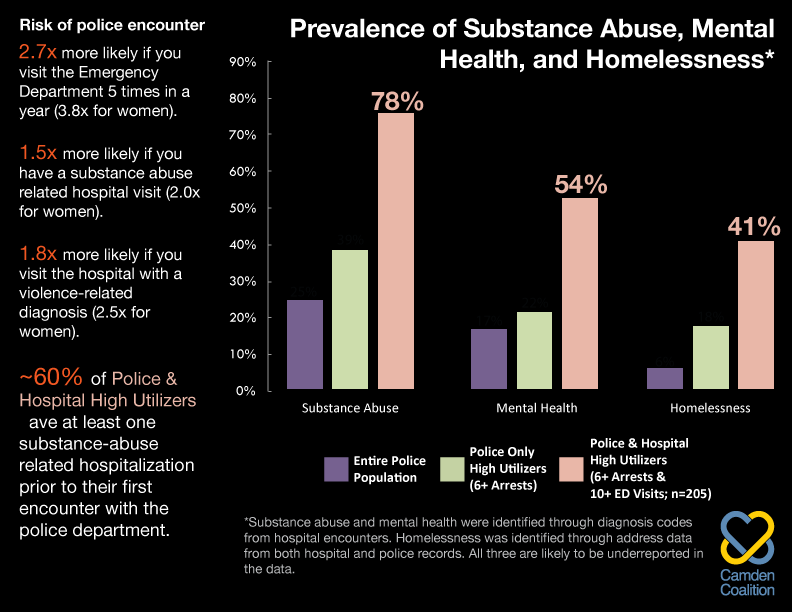 Risk of police encounter
2.7x more likely if you
visit the Emergency
Department 5 times in a
year (3.8x for women).
1.5x more likely if you
have a substance abuse
related hospital visit (2.0x
for women).
1.8x more likely if you
visit the hospital with a
violence-related
diagnosis (2.5x for
women).
~60% of Police &
Hospital High Utilizers
ave at least one
substance-abuse
related hospitalization
prior to their first
encounter with the
police department.
Prevalence of Substance Abuse, Mental
Health, and Homelessness*
90%
80%
70%
60%
50%
40%
30%
20%
10%
0%
78%
54%
41%
Substance Abuse
Mental Health
Homelessness
Entire Police
Population
Police Only
High Utilizers
(6+ Arrests)
Police & Hospital
High Utilizers
(6+ Arrests &
10+ ED Visits; n=205)
*Substance abuse and mental health were identified through diagnosis codes
from hospital encounters. Homelessness was identified through address data
from both hospital and police records. All three are likely to be underreported in
the data.
Camden
Coalition